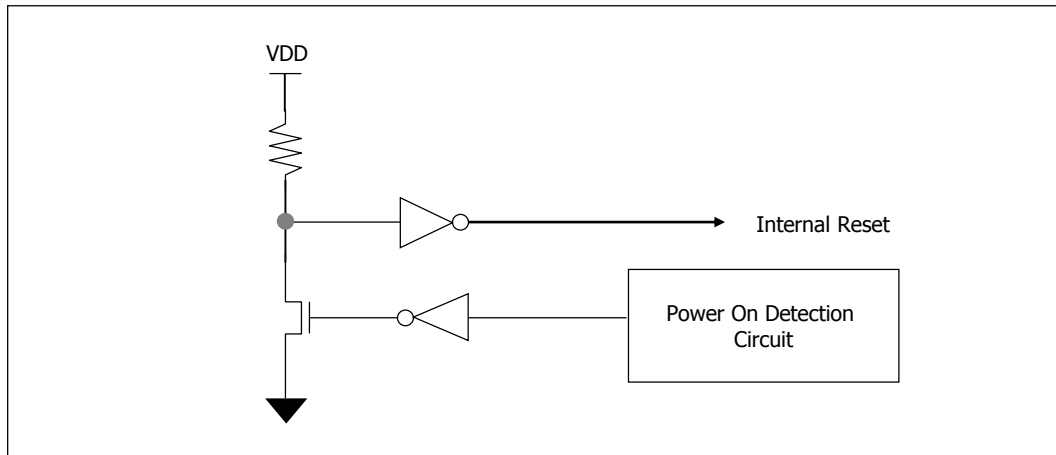 VDD
Internal Reset
Power On Detection
Circuit